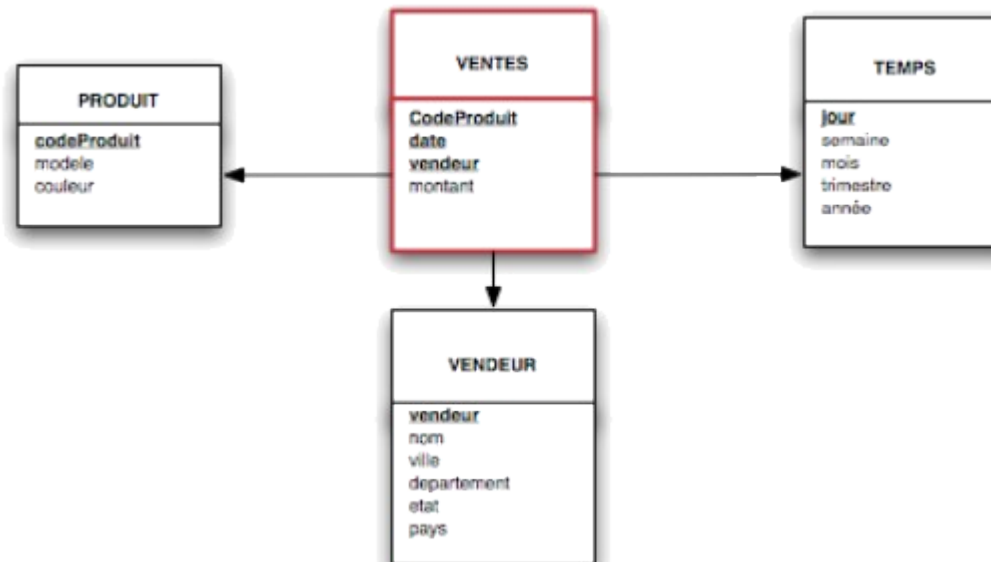 PRODUIT
codeProduit
modele
couleur
VENTES
CodeProduit
date
vendeur
montant
TEMPS
jour
semaine
mois
trimestre
année
VENDEUR
vendeur
nom
ville
departement
etat
pays